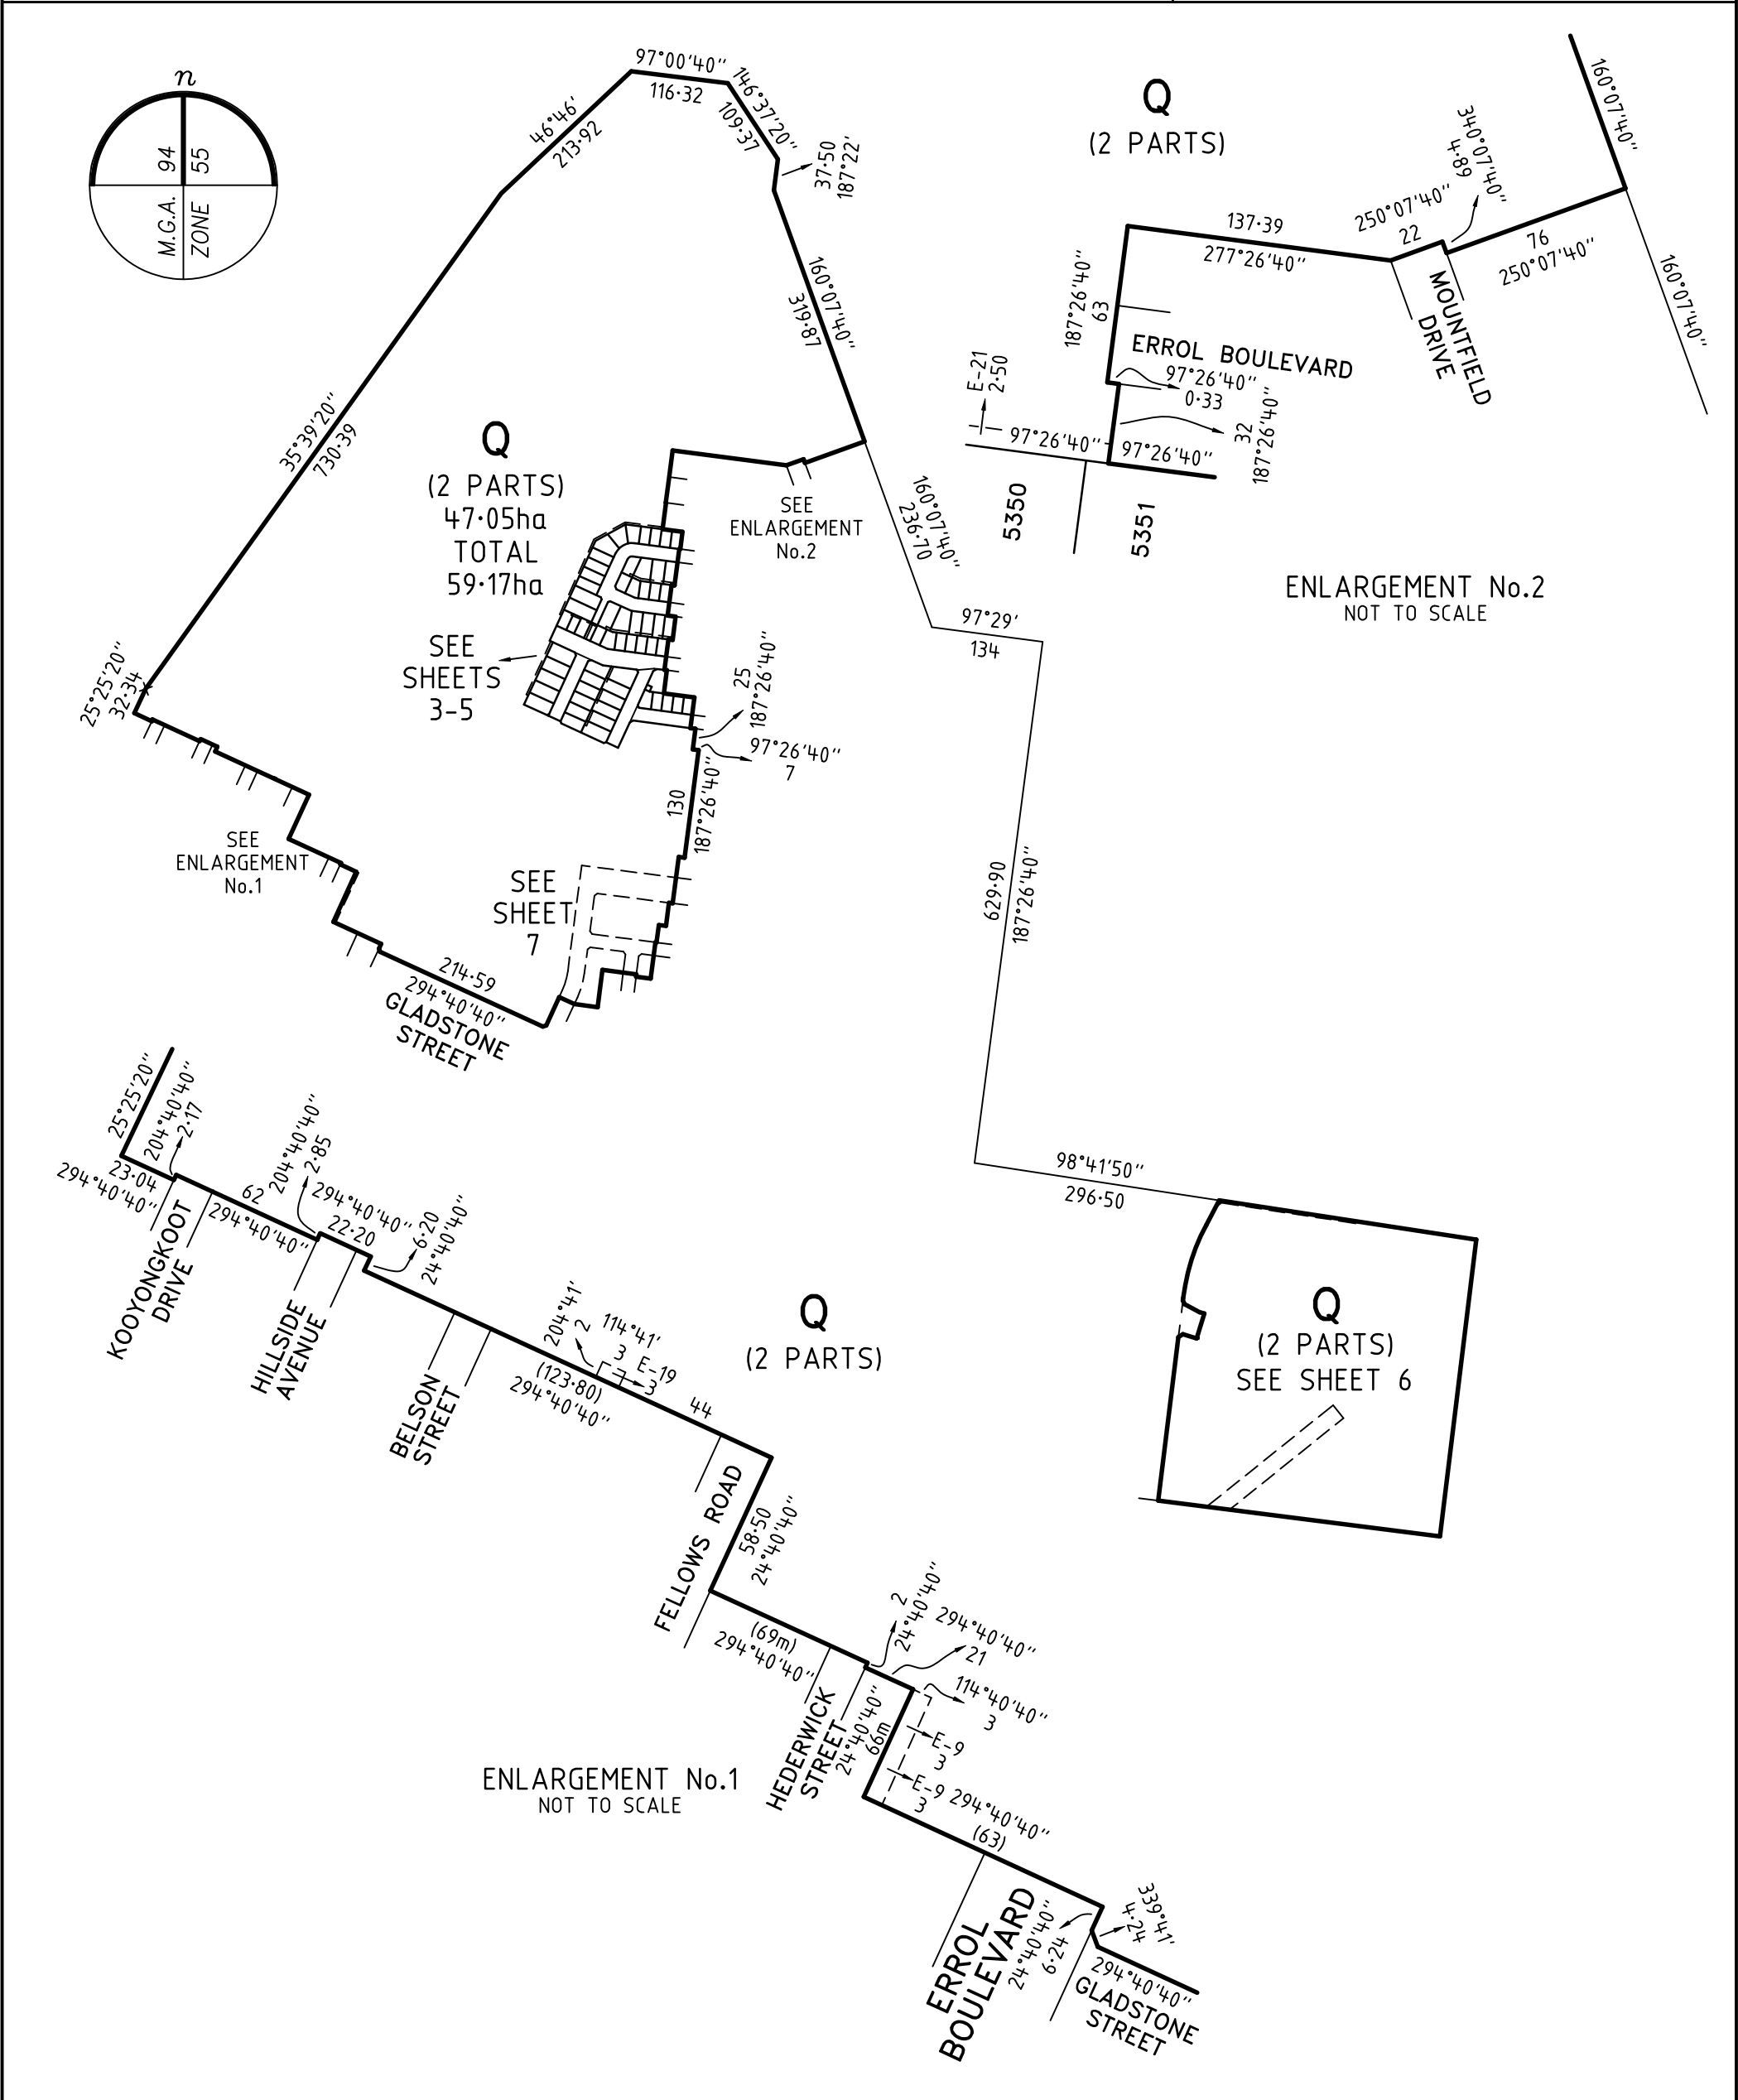 n
M.G.A. 94
ZONE 55
97°00'40"
116·32
146°37'20"
109·37
37·50
187°22'
46°46'
213·92
160°07'40"
319·87
35°39'20"
730·39
Q
(2 PARTS)
47·05ha
TOTAL
59·17ha
SEE
ENLARGEMENT
No.2
SEE
SHEETS
3-5
25°25'20"
32·34
25
187°26'40"
97°26'40"
7
130
187°26'40"
SEE
ENLARGEMENT
No.1
SEE
SHEET
7
214·59
294°40'40"
GLADSTONE
STREET
160°07'40"
236·70
97°29'
134
629·90
187°26'40"
98°41'50"
296·50
Q
(2 PARTS)
SEE SHEET 6
Q
(2 PARTS)
160°07'40"
340°07'40"
4·89
250°07'40"
22
76
250°07'40"
160°07'40"
137·39
277°26'40"
MOUNTFIELD
DRIVE
187°26'40"
63
ERROL BOULEVARD
97°26'40"
0·33
32
187°26'40"
E-21
2·50
97°26'40"
97°26'40"
5350
5351
ENLARGEMENT No.2
NOT TO SCALE
25°25'20"
204°40'40"
2·17
23·04
294°40'40"
KOOYONGKOOT
DRIVE
62
294°40'40"
204°40'40"
2·85
294°40'40"
22·20
6·20
24°40'40"
HILLSIDE
AVENUE
BELSON
STREET
204°41'
2
114°41'
3
E-19
3
(123·80)
294°40'40"
44
Q
(2 PARTS)
FELLOWS ROAD
58·50
24°40'40"
(69m)
294°40'40"
2
24°40'40"
294°40'40"
21
114°40'40"
3
HEDERWICK
STREET
24°40'40"
66m
E-9
3
E-9
3
294°40'40"
(63)
ENLARGEMENT No.1
NOT TO SCALE
ERROL
BOULEVARD
24°40'40"
6·24
339°41'
4·24
294°40'40"
GLADSTONE
STREET